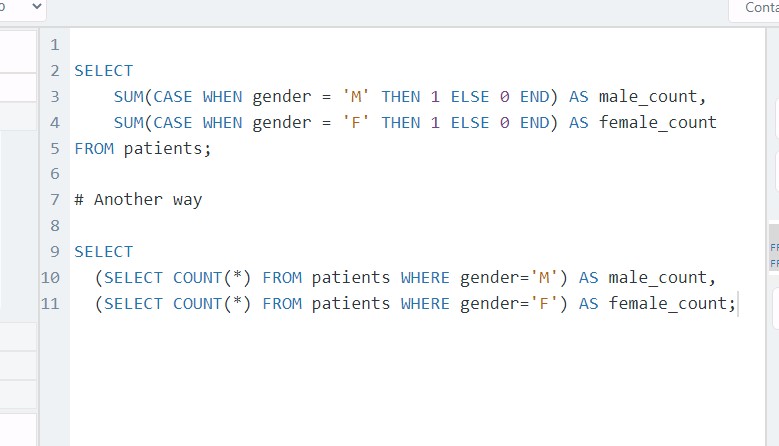 Conta
1
2 SELECT
3 SUM(CASE WHEN gender = 'M' THEN 1 ELSE 0 END) AS male_count,
4 SUM(CASE WHEN gender = 'F' THEN 1 ELSE 0 END) AS female_count
5 FROM patients;
6
7 # Another way
8
9 SELECT
10 (SELECT COUNT(*) FROM patients WHERE gender='M') AS male_count,
11 (SELECT COUNT(*) FROM patients WHERE gender='F') AS female_count;